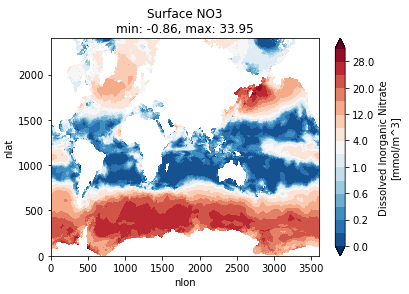 Surface NO3
min: -0.86, max: 33.95
2000
1500
1000
500
0
nlat
0 500 1000 1500 2000 2500 3000 3500
nlon
28.0
20.0
12.0
4.0
1.0
0.6
0.2
0.0
Dissolved Inorganic Nitrate
[mmol/m^3]